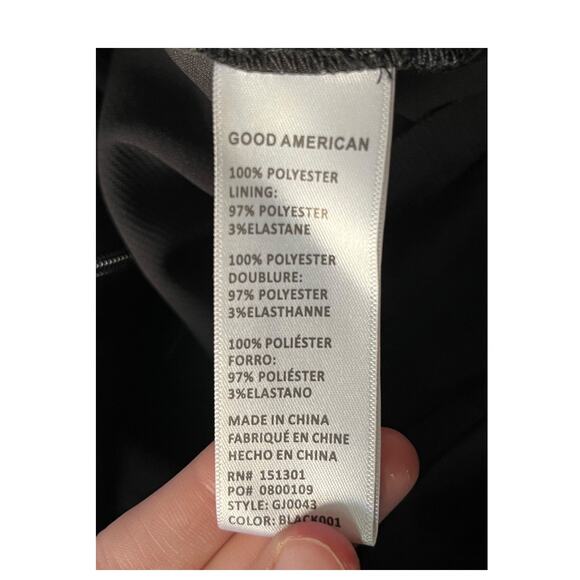 GOOD AMERICAN
100% POLYESTER
LINING:
97% POLYESTER
3%ELASTANE
100% POLYESTER
DOUBLURE:
97% POLYESTER
3%ELASTHANNE
100% POLIÉSTER
FORRO:
97% POLIÉSTER
3%ELASTANO
MADE IN CHINA
FABRIQUÉ EN CHINE
HECHO EN CHINA
RN# 151301
PO# 0800109
STYLE: GJ0043
COLOR: BLACK001